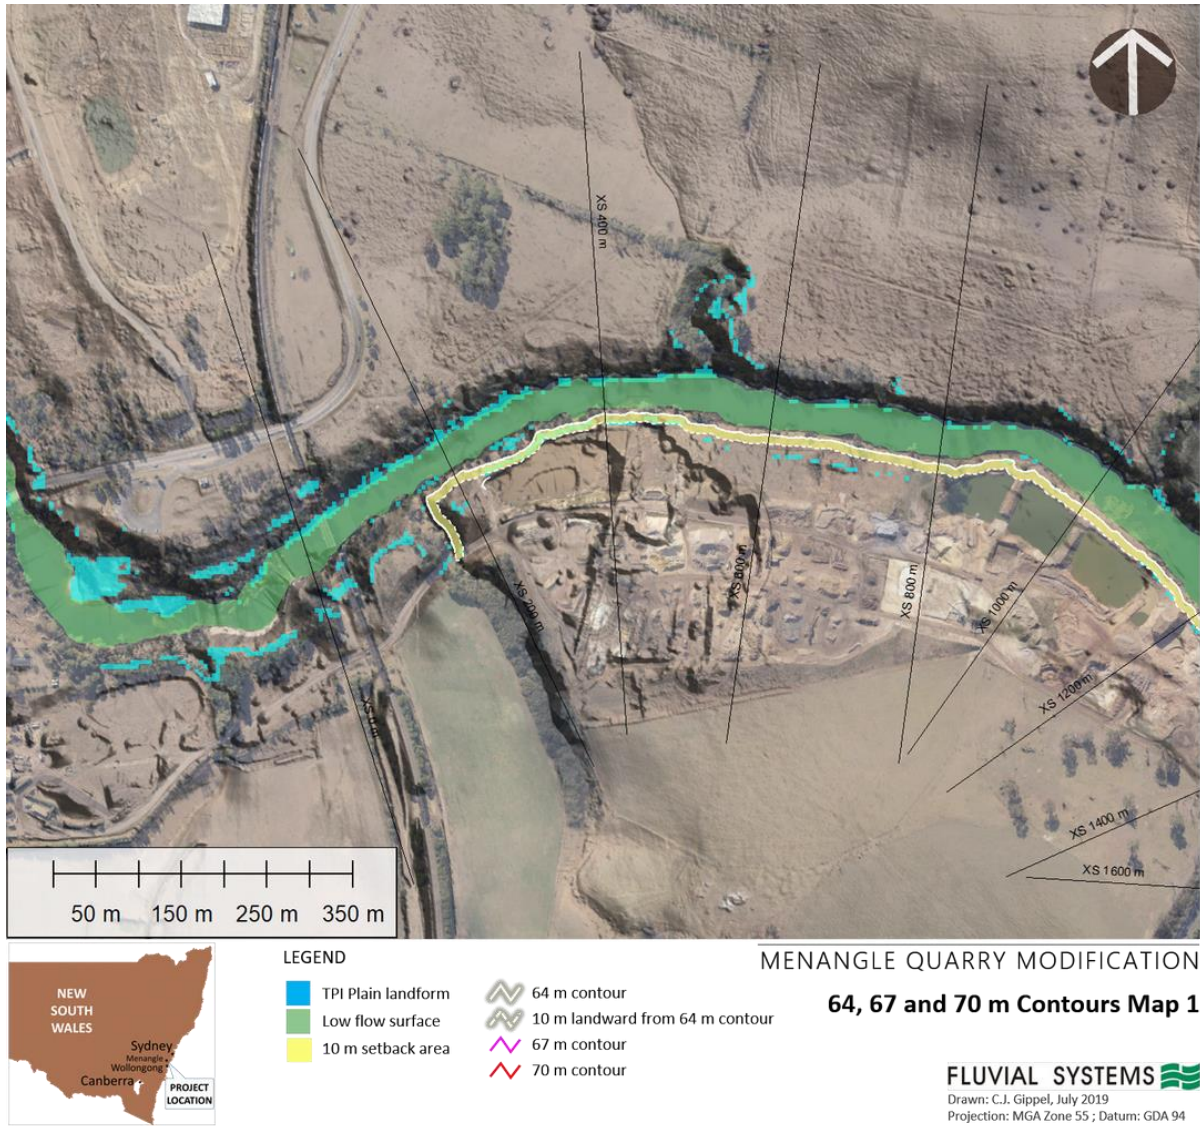 XS 400 m
XS 200 m
XS 600 m
XS 800 m
XS 1000 m
XS 1200 m
XS 0 m
XS 1400 m
XS 1600 m
50 m 150 m 250 m 350 m
NEW
SOUTH
WALES
Sydney
Menangle
Wollongong
Canberra
PROJECT
LOCATION
LEGEND
TPI Plain landform
Low flow surface
10 m setback area
64 m contour
10 m landward from 64 m contour
67 m contour
70 m contour
MENANGLE QUARRY MODIFICATION
64, 67 and 70 m Contours Map 1
FLUVIAL SYSTEMS
Drawn: C.J. Gippel, July 2019
Projection: MGA Zone 55 ; Datum: GDA 94